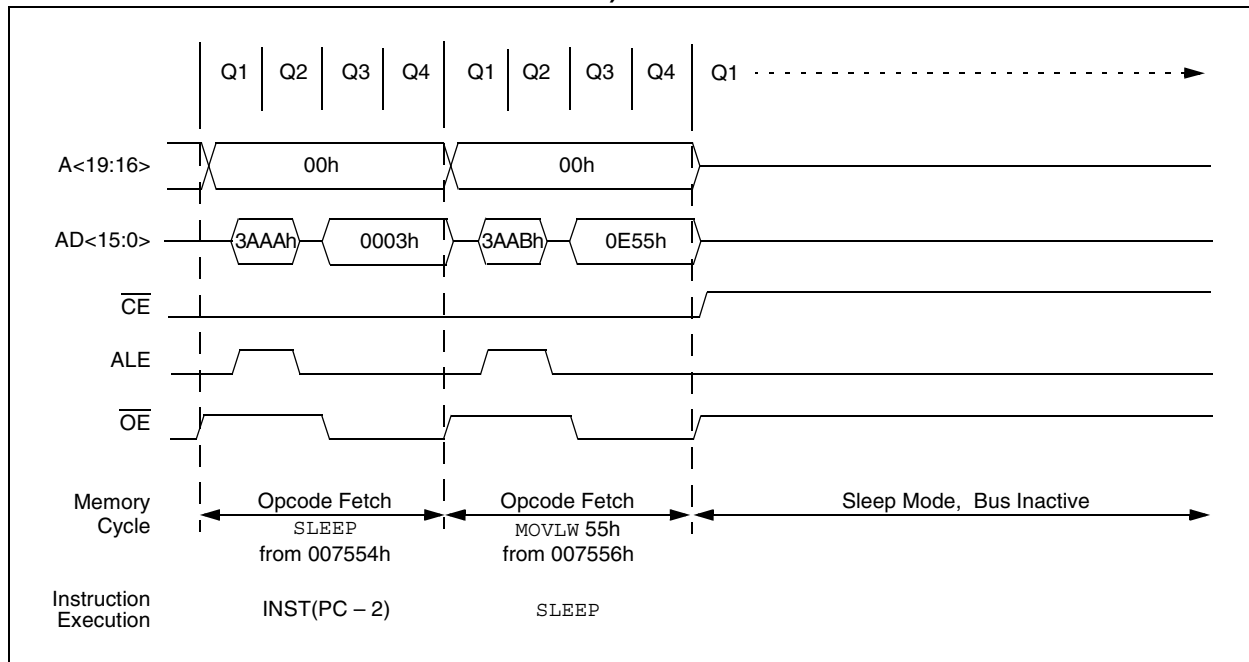 Q1 Q2 Q3 Q4 Q1 Q2 Q3 Q4 Q1
A<19:16> 00h 00h
AD<15:0> 3AAAh 0003h 3AABh 0E55h
CE
ALE
OE
Memory Cycle
Opcode Fetch
SLEEP
from 007554h
Opcode Fetch
MOVLW 55h
from 007556h
Sleep Mode, Bus Inactive
Instruction Execution
INST(PC – 2)
SLEEP